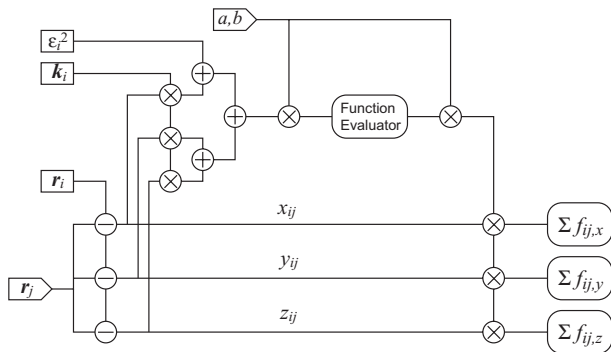 a,b
εᵢ²
kᵢ
Function
Evaluator
rᵢ
xᵢⱼ
Σ fᵢⱼ,ₓ
yᵢⱼ
Σ fᵢⱼ,y
rⱼ
zᵢⱼ
Σ fᵢⱼ,z